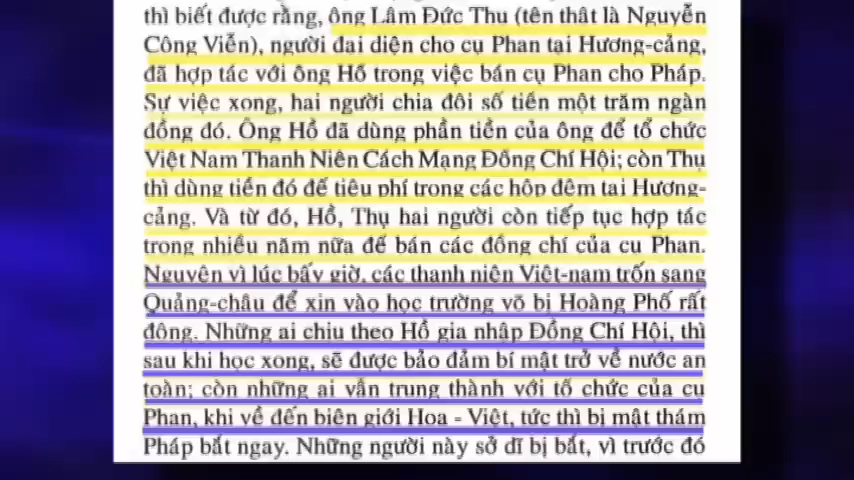 thì biết được rằng, ông Lâm Đức Thụ (tên thật là Nguyễn
Công Viễn), người đại diện cho cụ Phan tại Hương-cảng,
đã hợp tác với ông Hồ trong việc bán cụ Phan cho Pháp.
Sự việc xong, hai người chia đôi số tiền một trăm ngàn
đồng đó. Ông Hồ đã dùng phần tiền của ông để tổ chức
Việt Nam Thanh Niên Cách Mạng Đồng Chí Hội; còn Thụ
thì dùng tiền đó để tiêu phí trong các hộp đêm tại Hương-
cảng. Và từ đó, Hồ, Thụ hai người còn tiếp tục hợp tác
trong nhiều năm nữa để bán các đồng chí của cụ Phan.
Nguyên vì lúc bấy giờ, các thanh niên Việt-nam trốn sang
Quảng-châu để xin vào học trường võ bị Hoàng Phố rất
đông. Những ai chịu theo Hồ gia nhập Đồng Chí Hội, thì
sau khi học xong, sẽ được bảo đảm bí mật trở về nước an
toàn; còn những ai vẫn trung thành với tổ chức của cụ
Phan, khi về đến biên giới Hoa - Việt, tức thì bị mật thám
Pháp bắt ngay. Những người này sở dĩ bị bắt, vì trước đó